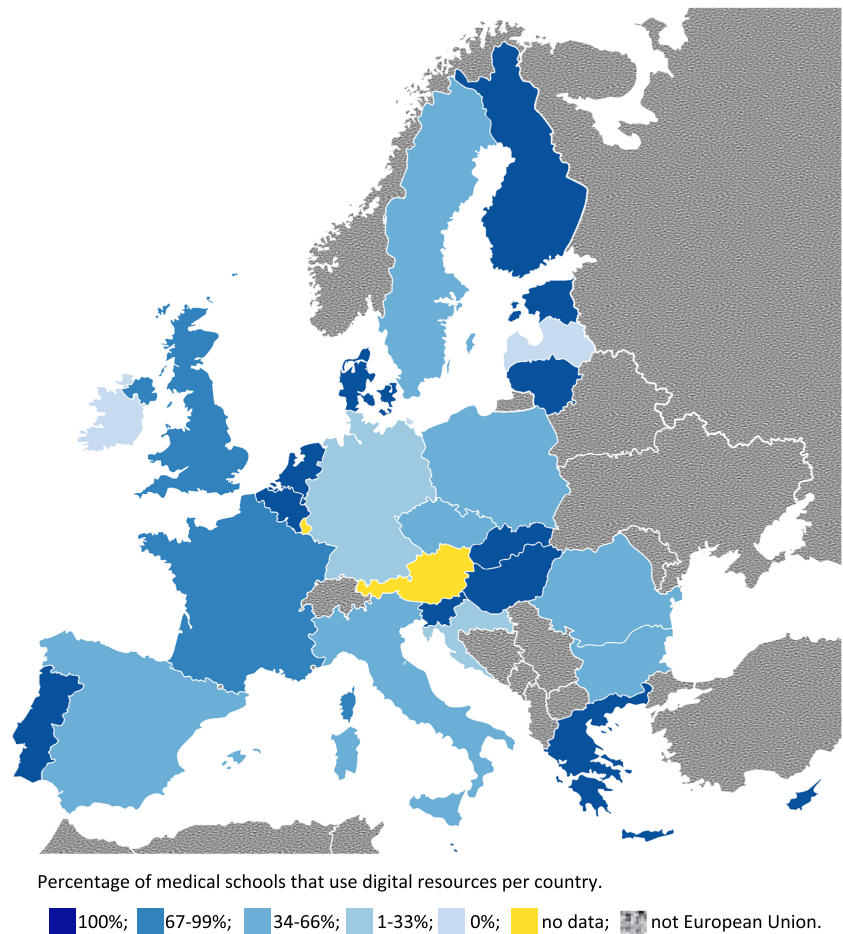 Percentage of medical schools that use digital resources per country.
100%; 67-99%; 34-66%; 1-33%; 0%; no data; not European Union.